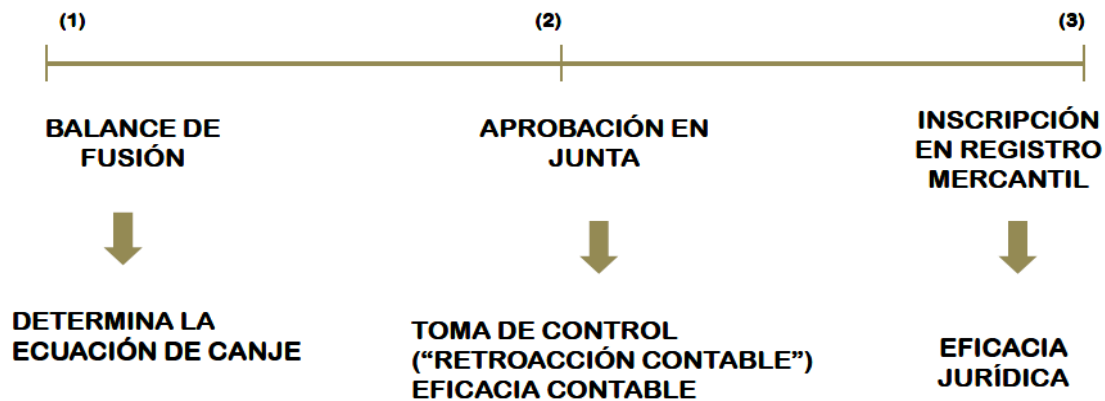 (1)
(2)
(3)
BALANCE DE
FUSIÓN
APROBACIÓN EN
JUNTA
INSCRIPCIÓN
EN REGISTRO
MERCANTIL
DETERMINA LA
ECUACIÓN DE CANJE
TOMA DE CONTROL
(“RETROACCIÓN CONTABLE”)
EFICACIA CONTABLE
EFICACIA
JURÍDICA